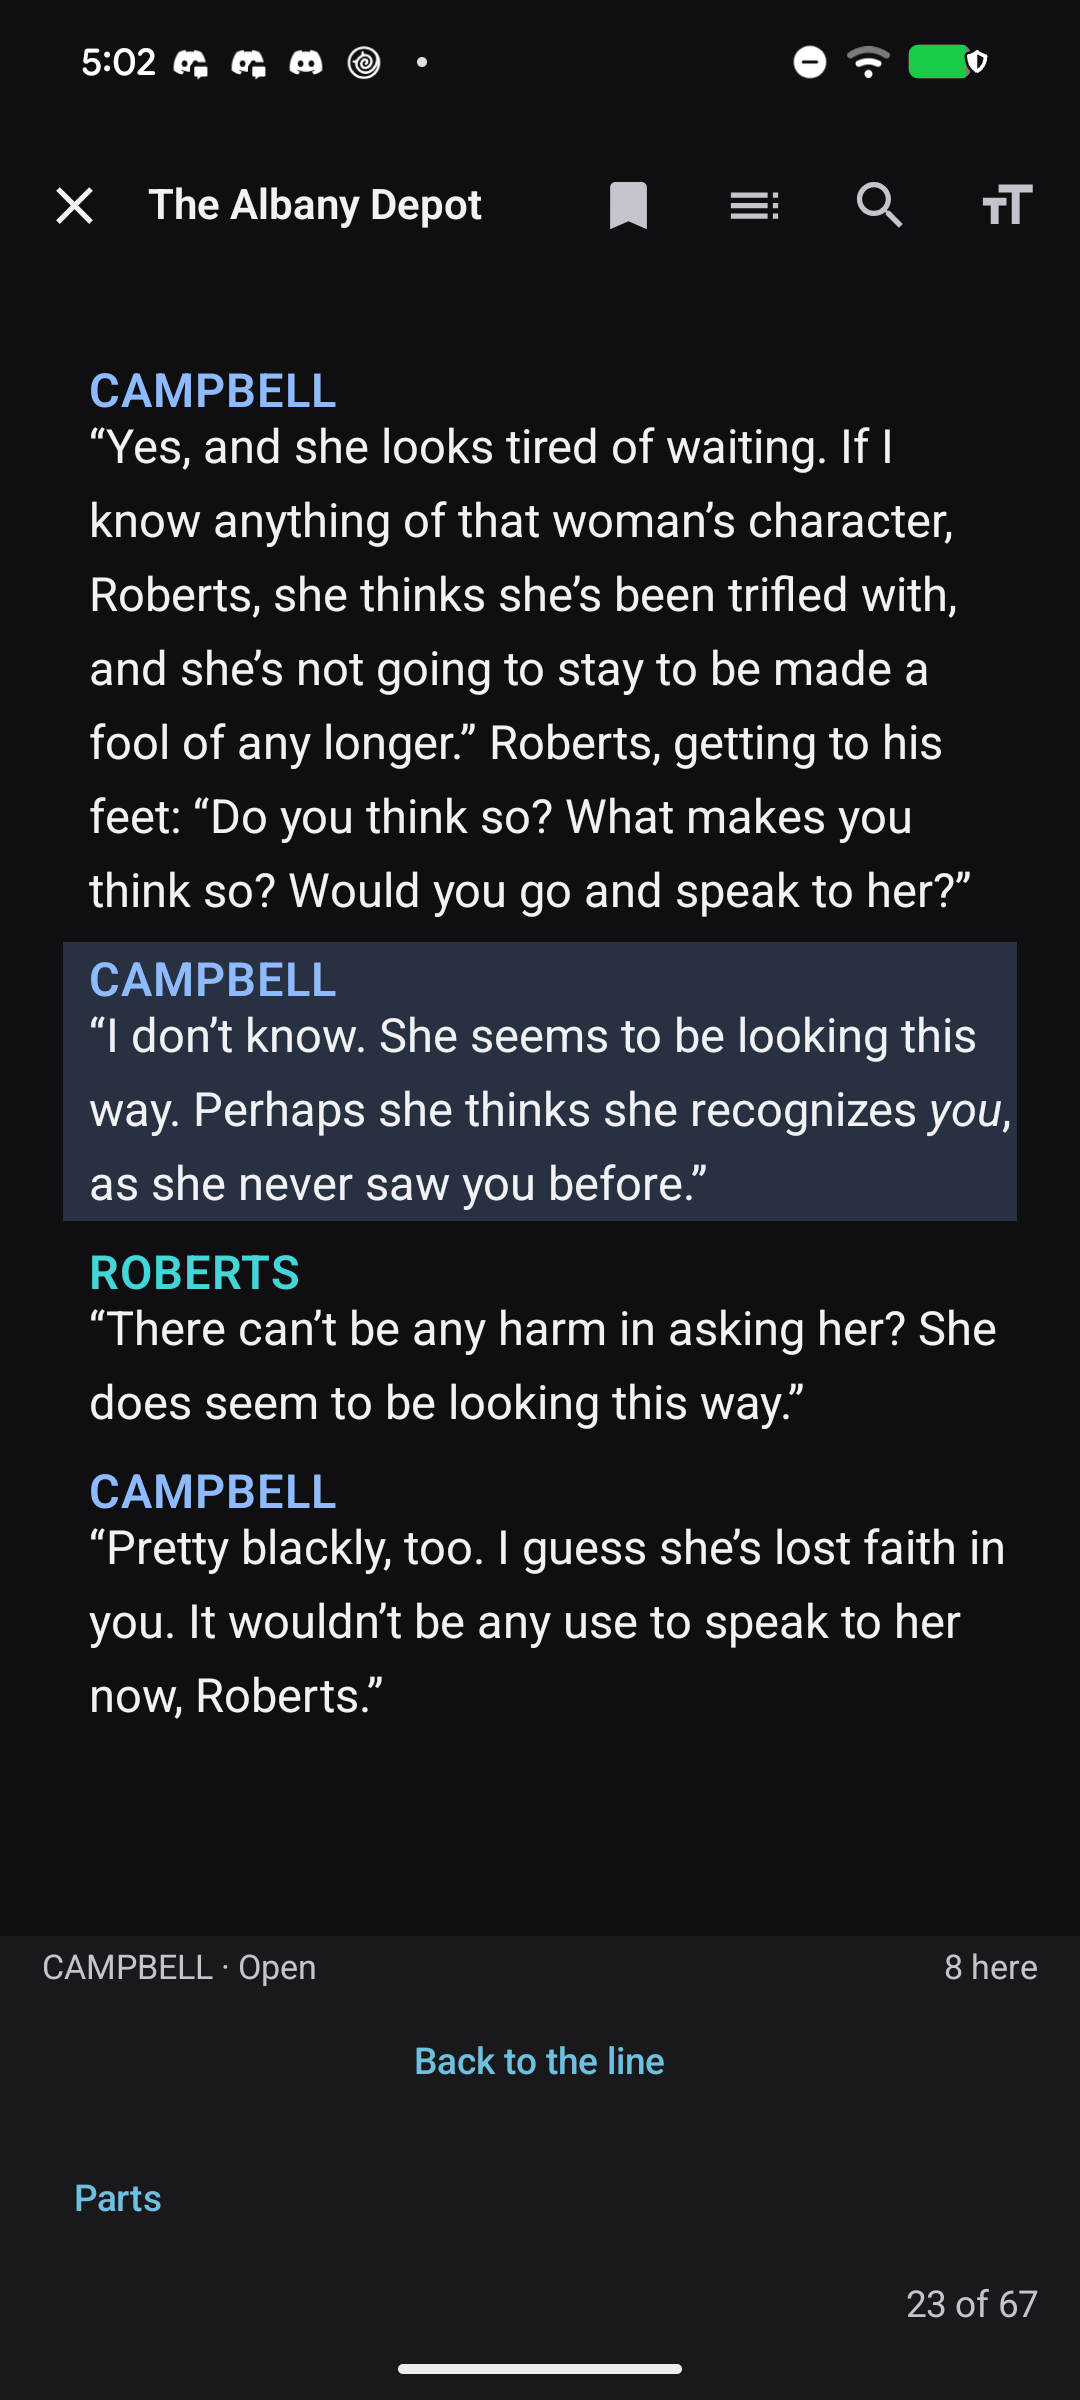 5:02
The Albany Depot
CAMPBELL
“Yes, and she looks tired of waiting. If I
know anything of that woman’s character,
Roberts, she thinks she’s been trifled with,
and she’s not going to stay to be made a
fool of any longer.” Roberts, getting to his
feet: “Do you think so? What makes you
think so? Would you go and speak to her?”
CAMPBELL
“I don’t know. She seems to be looking this
way. Perhaps she thinks she recognizes you,
as she never saw you before.”
ROBERTS
“There can’t be any harm in asking her? She
does seem to be looking this way.”
CAMPBELL
“Pretty blackly, too. I guess she’s lost faith in
you. It wouldn’t be any use to speak to her
now, Roberts.”
CAMPBELL · Open
8 here
Back to the line
Parts
23 of 67